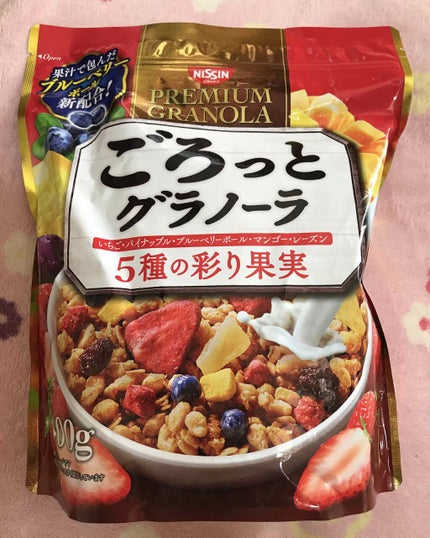 ◀Open
果汁で包んだ
ブルーベリー
ボール
新配合!
NISSIN
PREMIUM
GRANOLA
ごろっと
グラノーラ
いちご・パイナップル・ブルーベリーボール・マンゴー・レーズン
5種の彩り果実
00g